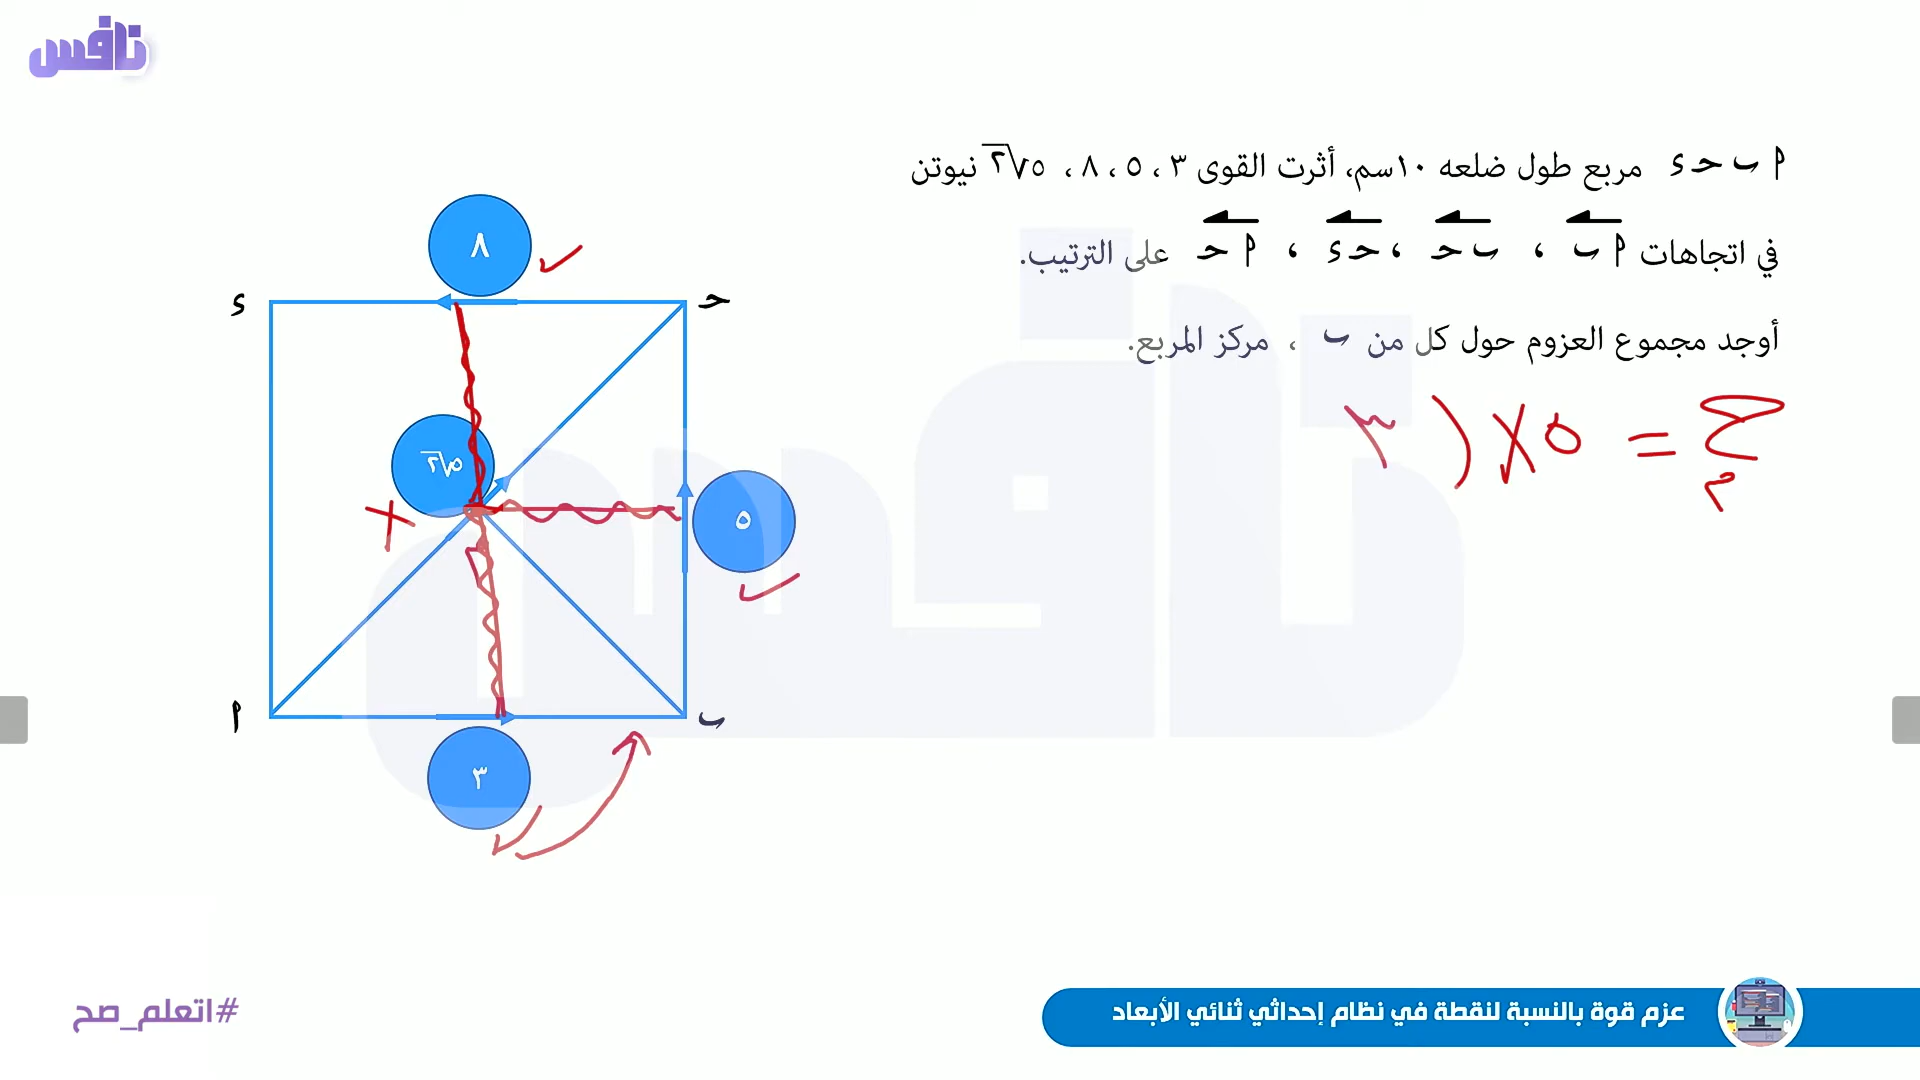 نافس
ا ب حـ ء مربع طول ضلعه ١٠سم، أثرت القوى ٣ ، ٥ ، ٨ ، ٥√٢ نيوتن
في اتجاهات ا ب ، ب حـ ، حـ ء ، ا حـ على الترتيب.
أوجد مجموع العزوم حول كل من ب ، مركز المربع.
= ٥ × ( ٣
م
٨
ء
حـ
٥√٢
٥
ا
ب
٣
#اتعلم_صح
عزم قوة بالنسبة لنقطة في نظام إحداثي ثنائي الأبعاد